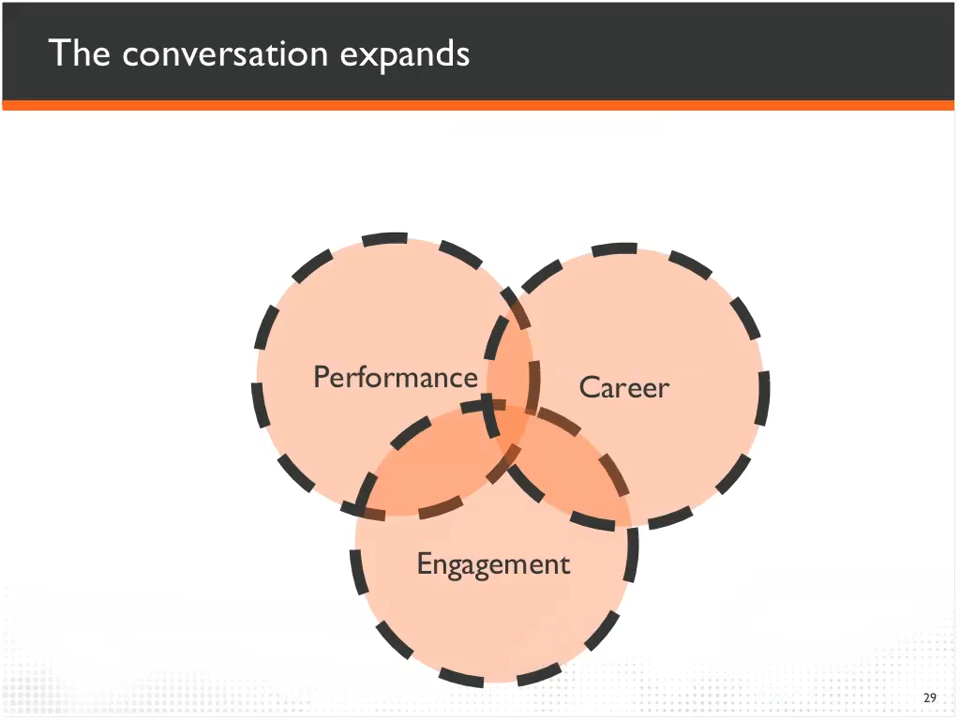 The conversation expands
Performance
Career
Engagement
29